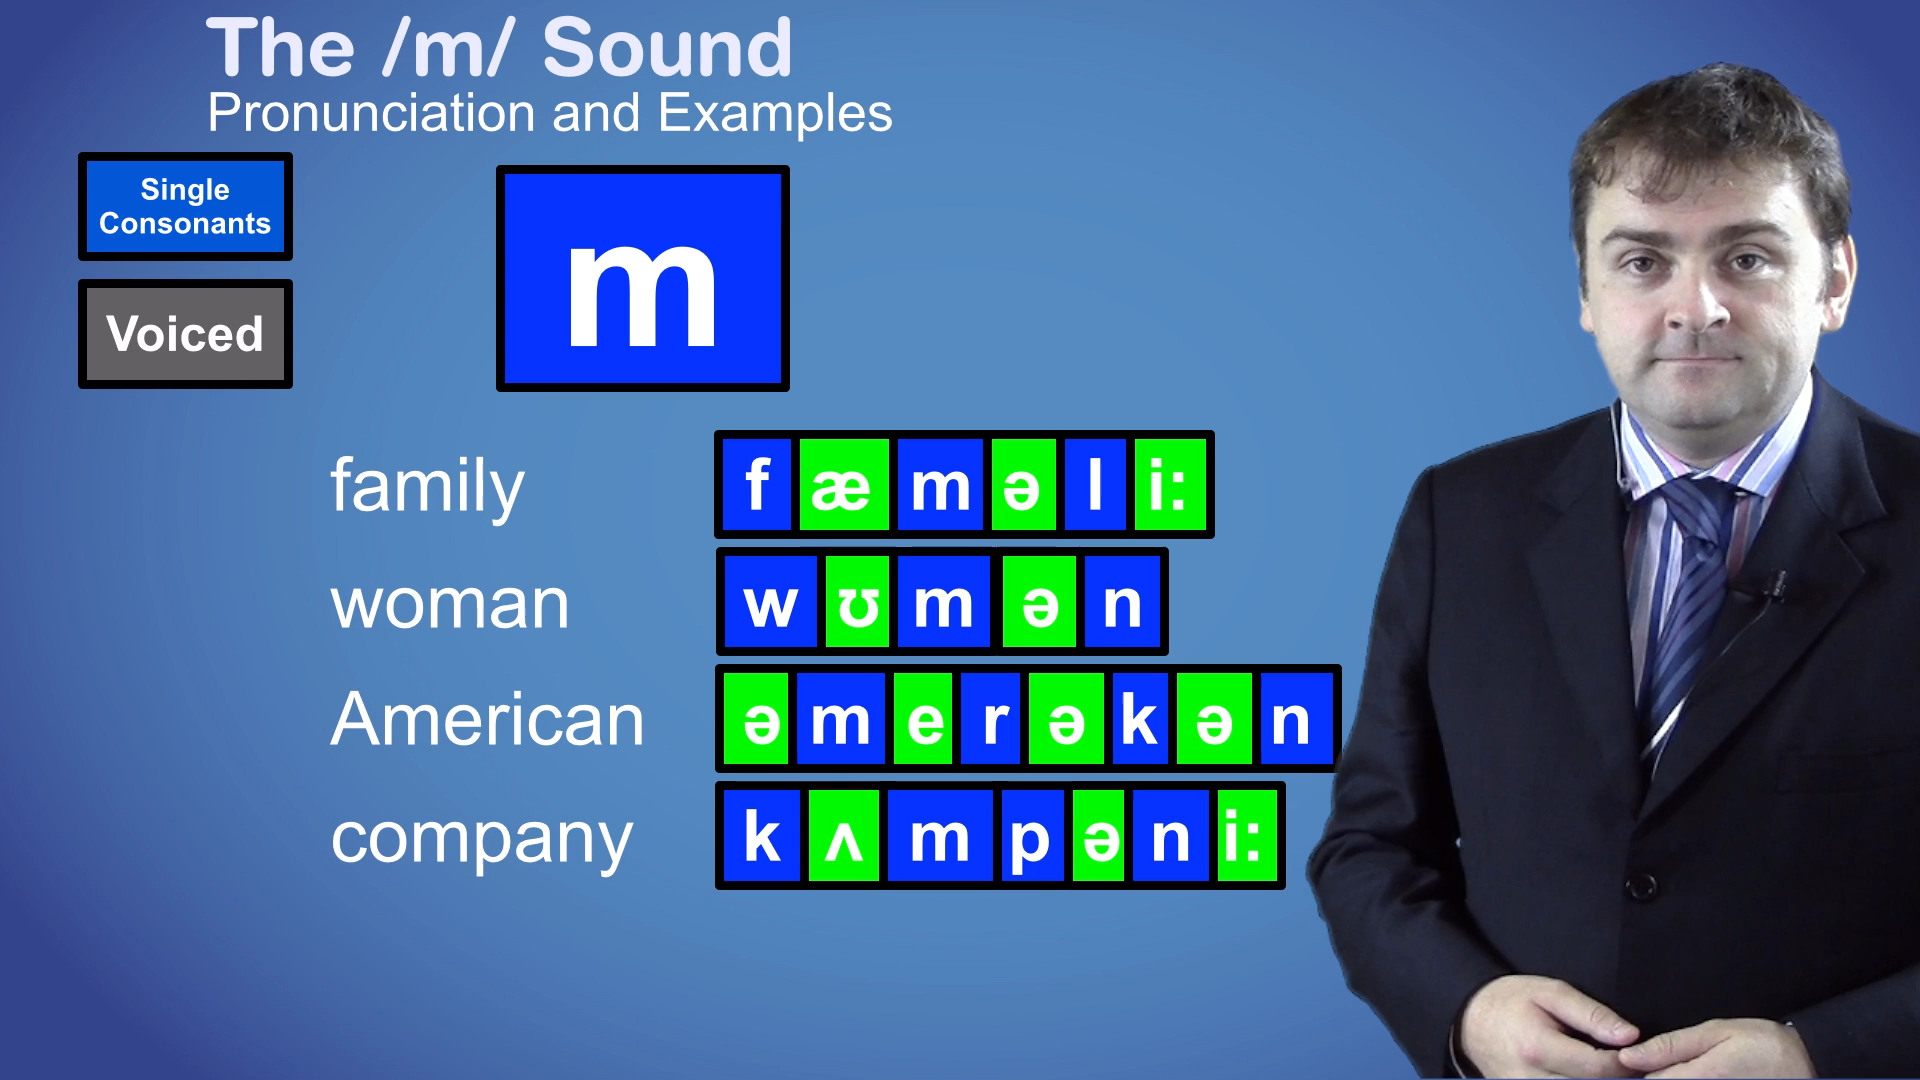 The /m/ Sound
Pronunciation and Examples
Single
Consonants
Voiced
m
family f æ m ə l i:
woman w ʊ m ə n
American ə m e r ə k ə n
company k ʌ m p ə n i: